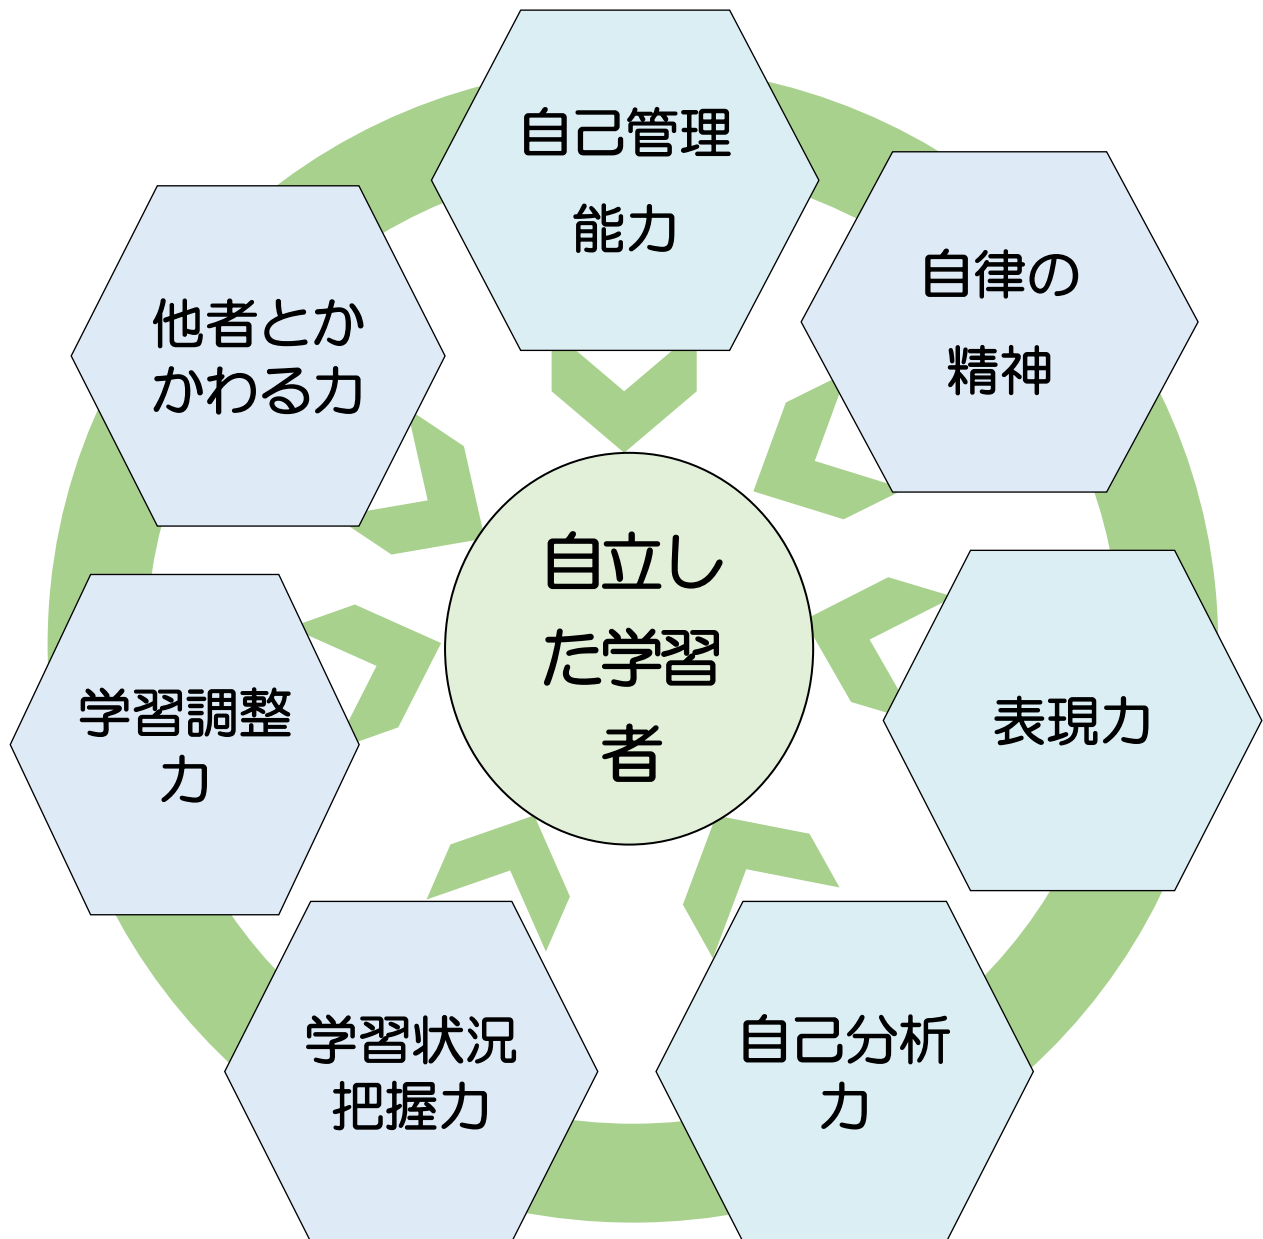 自己管理
能力
自律の
精神
他者とか
かわる力
自立し
た学習
者
学習調整
力
表現力
学習状況
把握力
自己分析
力